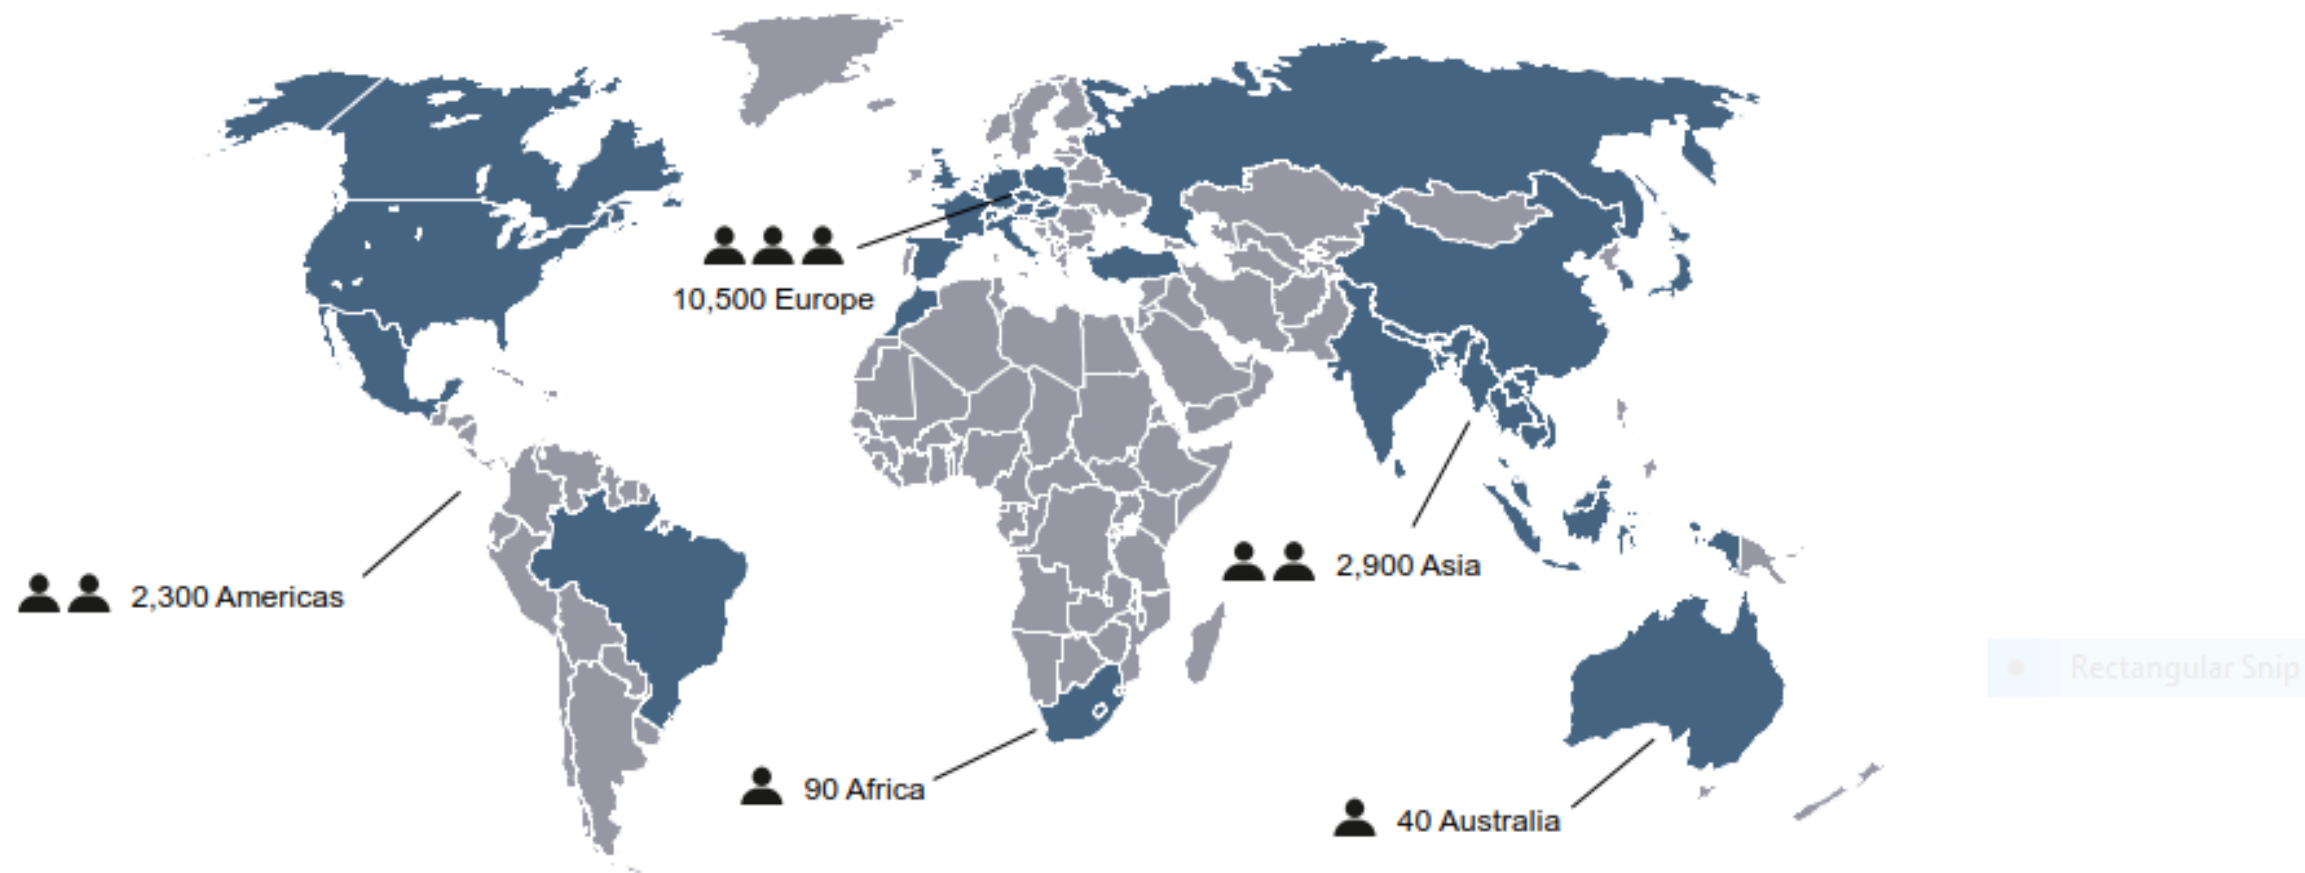 10,500 Europe
2,900 Asia
2,300 Americas
Rectangular Snip
90 Africa
40 Australia